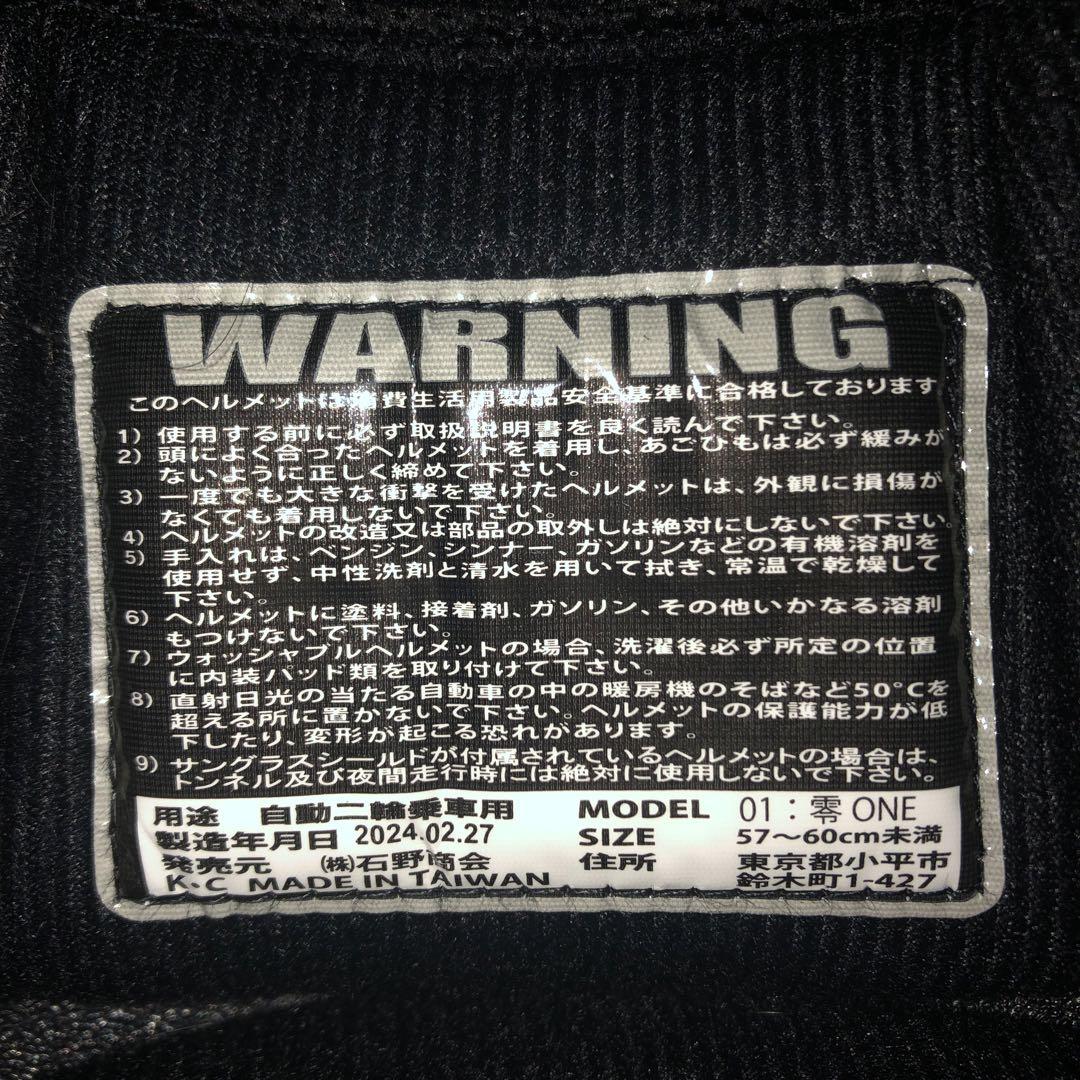 WARNING
このヘルメットは消費生活用製品安全基準に合格しております
1) 使用する前に必ず取扱説明書を良く読んで下さい。
2) 頭によく合ったヘルメットを着用し、あごひもは必ず緩みが
ないように正しく締めて下さい。
3) 一度でも大きな衝撃を受けたヘルメットは、外観に損傷が
なくても着用しないで下さい。
4) ヘルメットの改造又は部品の取外しは絶対にしないで下さい。
5) 手入れは、ベンジン、シンナー、ガソリンなどの有機溶剤を
使用せず、中性洗剤と清水を用いて拭き、常温で乾燥して
下さい。
6) ヘルメットに塗料、接着剤、ガソリン、その他いかなる溶剤
もつけないで下さい。
7) ウォッシャブルヘルメットの場合、洗濯後必ず所定の位置
に内装パッド類を取り付けて下さい。
8) 直射日光の当たる自動車の中の暖房機のそばなど50°Cを
超える所に置かないで下さい。ヘルメットの保護能力が低
下したり、変形が起こる恐れがあります。
9) サングラスシールドが付属されているヘルメットの場合は、
トンネル及び夜間走行時には絶対に使用しないで下さい。
用途 自動二輪乗車用 MODEL 01：零 ONE
製造年月日 2024.02.27 SIZE 57〜60cm未満
発売元 ㈱石野商会 住所 東京都小平市
K・C MADE IN TAIWAN 鈴木町1-427